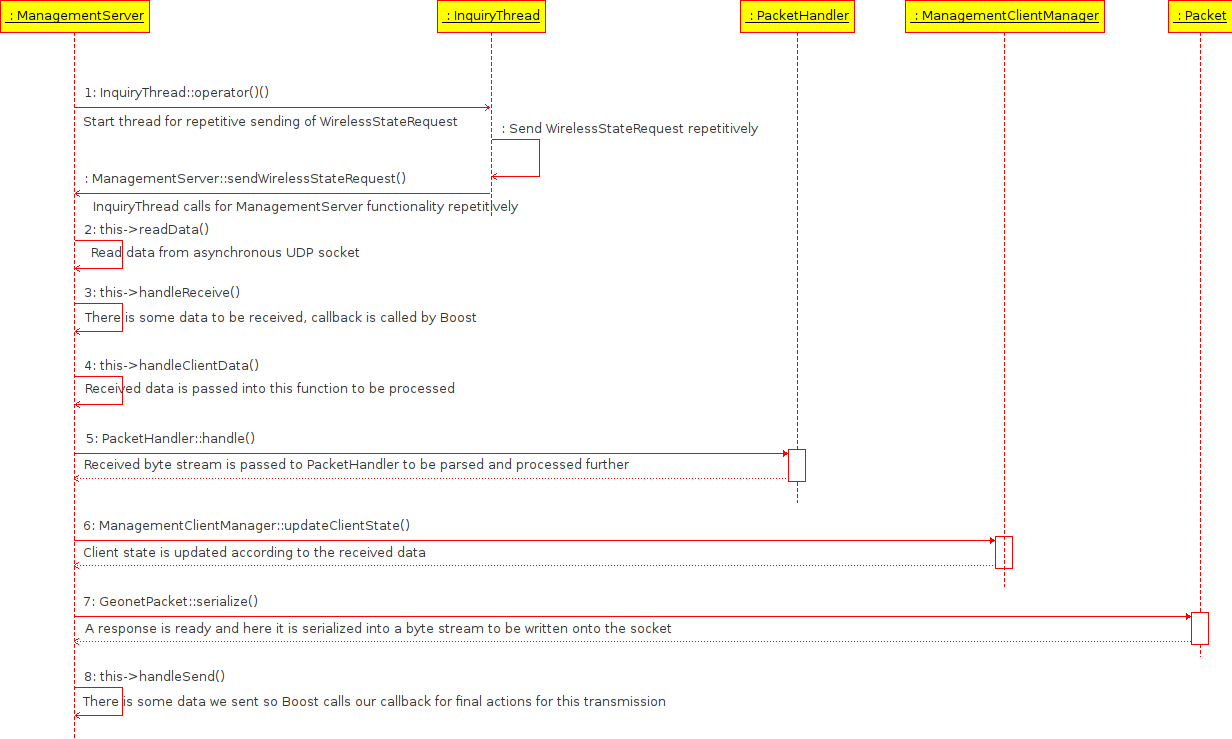 : ManagementServer
: InquiryThread
: PacketHandler
: ManagementClientManager
: Packet
1: InquiryThread::operator()()
Start thread for repetitive sending of WirelessStateRequest
: Send WirelessStateRequest repetitively
: ManagementServer::sendWirelessStateRequest()
InquiryThread calls for ManagementServer functionality repetitively
2: this->readData()
Read data from asynchronous UDP socket
3: this->handleReceive()
There is some data to be received, callback is called by Boost
4: this->handleClientData()
Received data is passed into this function to be processed
5: PacketHandler::handle()
Received byte stream is passed to PacketHandler to be parsed and processed further
6: ManagementClientManager::updateClientState()
Client state is updated according to the received data
7: GeonetPacket::serialize()
A response is ready and here it is serialized into a byte stream to be written onto the socket
8: this->handleSend()
There is some data we sent so Boost calls our callback for final actions for this transmission